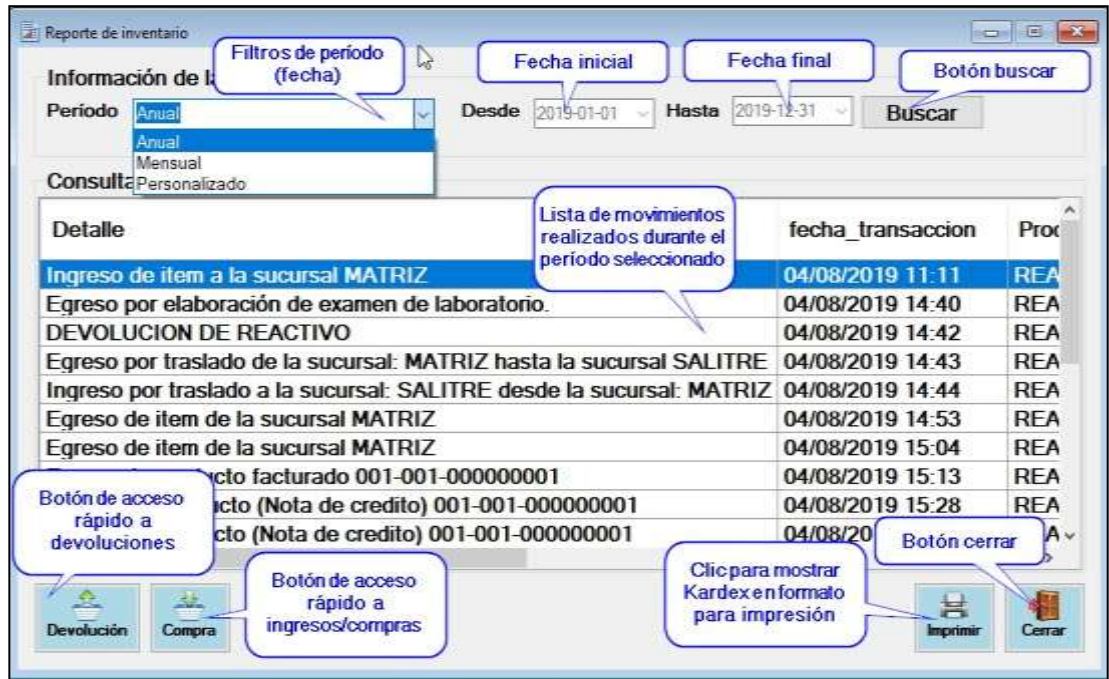 Reporte de inventario
Filtros de período
(fecha)
Fecha inicial
Fecha final
Botón buscar
Información de l
Período
Anual
Desde
2019-01-01
Hasta
2019-12-31
Buscar
Anual
Mensual
Personalizado
Consulta
Lista de movimientos
realizados durante el
período seleccionado
Detalle
fecha_transaccion
Prod
Ingreso de item a la sucursal MATRIZ 04/08/2019 11:11 REA
Egreso por elaboración de examen de laboratorio. 04/08/2019 14:40 REA
DEVOLUCION DE REACTIVO 04/08/2019 14:42 REA
Egreso por traslado de la sucursal: MATRIZ hasta la sucursal SALITRE 04/08/2019 14:43 REA
Ingreso por traslado a la sucursal: SALITRE desde la sucursal: MATRIZ 04/08/2019 14:44 REA
Egreso de item de la sucursal MATRIZ 04/08/2019 14:53 REA
Egreso de item de la sucursal MATRIZ 04/08/2019 15:04 REA
cto facturado 001-001-000000001 04/08/2019 15:13 REA
cto (Nota de credito) 001-001-000000001 04/08/2019 15:28 REA
cto (Nota de credito) 001-001-000000001 04/08/20
Botón de acceso
rápido a
devoluciones
Botón de acceso
rápido a
ingresos/compras
Clic para mostrar
Kardex en formato
para impresión
Botón cerrar
Devolución
Compra
Imprimir
Cerrar